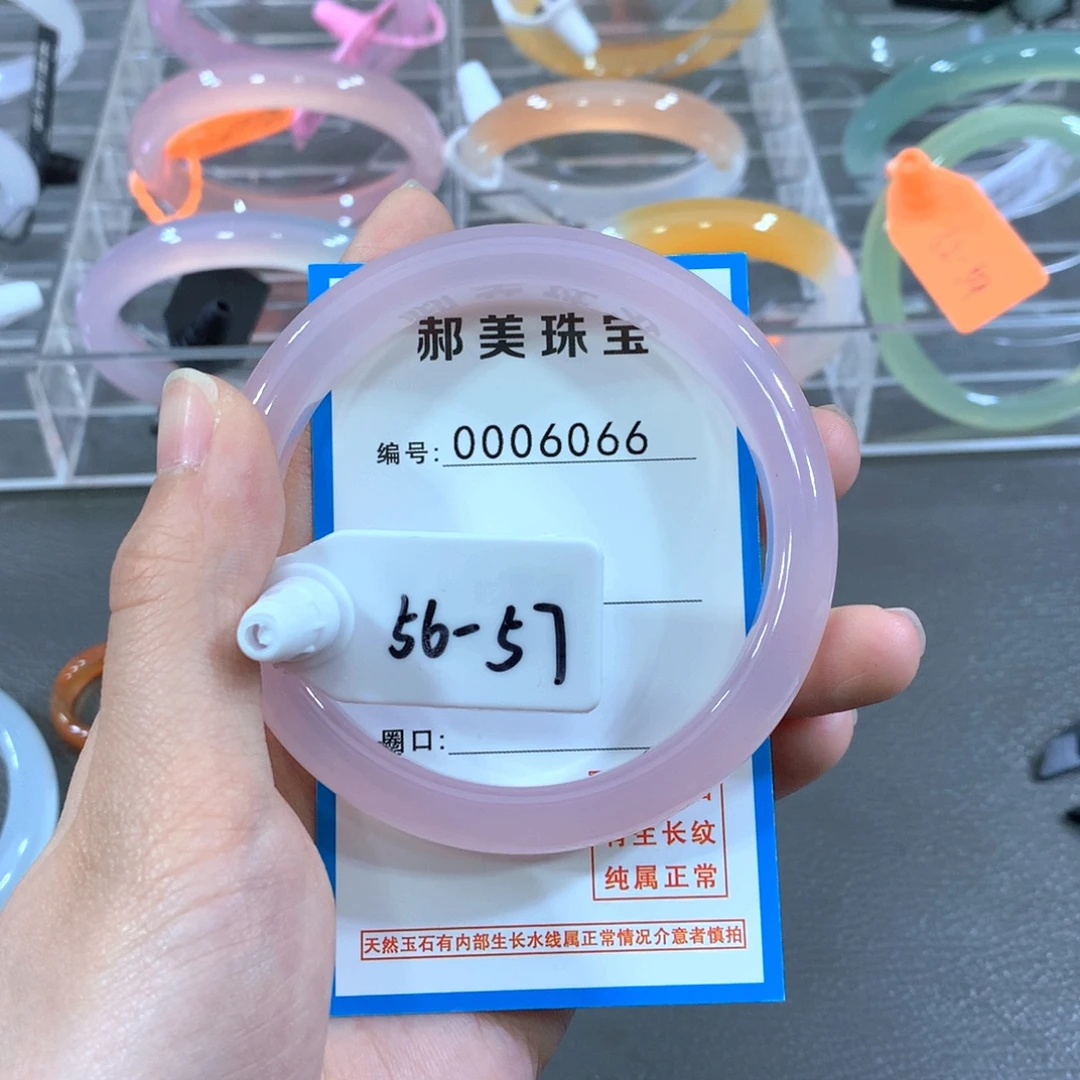 郝美珠宝
编号: 0006066
56-57
圈口:
有生长纹
纯属正常
天然玉石有内部生长水线属正常情况介意者慎拍